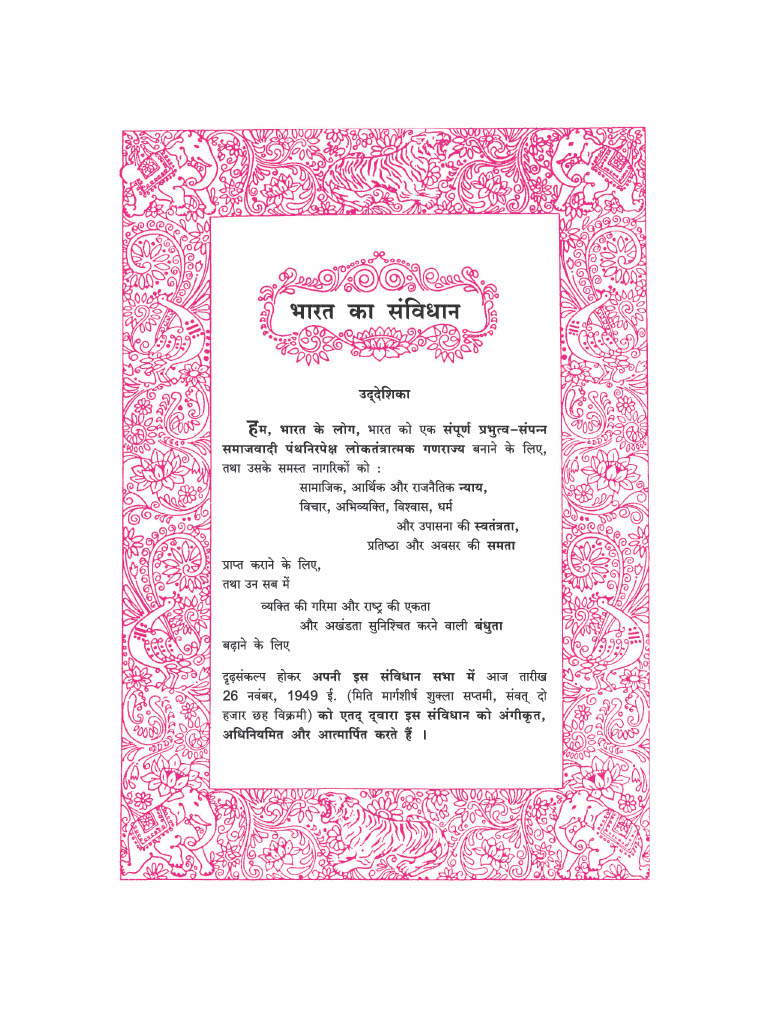 भारत का संविधान
उद्देशिका
हम, भारत के लोग, भारत को एक संपूर्ण प्रभुत्व-संपन्न
समाजवादी पंथनिरपेक्ष लोकतंत्रात्मक गणराज्य बनाने के लिए,
तथा उसके समस्त नागरिकों को :
सामाजिक, आर्थिक और राजनैतिक न्याय,
विचार, अभिव्यक्ति, विश्वास, धर्म
और उपासना की स्वतंत्रता,
प्रतिष्ठा और अवसर की समता
प्राप्त कराने के लिए,
तथा उन सब में
व्यक्ति की गरिमा और राष्ट्र की एकता
और अखंडता सुनिश्चित करने वाली बंधुता
बढ़ाने के लिए
दृढ़संकल्प होकर अपनी इस संविधान सभा में आज तारीख
26 नवंबर, 1949 ई. (मिति मार्गशीर्ष शुक्ला सप्तमी, संवत् दो
हजार छह विक्रमी) को एतद् द्वारा इस संविधान को अंगीकृत,
अधिनियमित और आत्मार्पित करते हैं ।